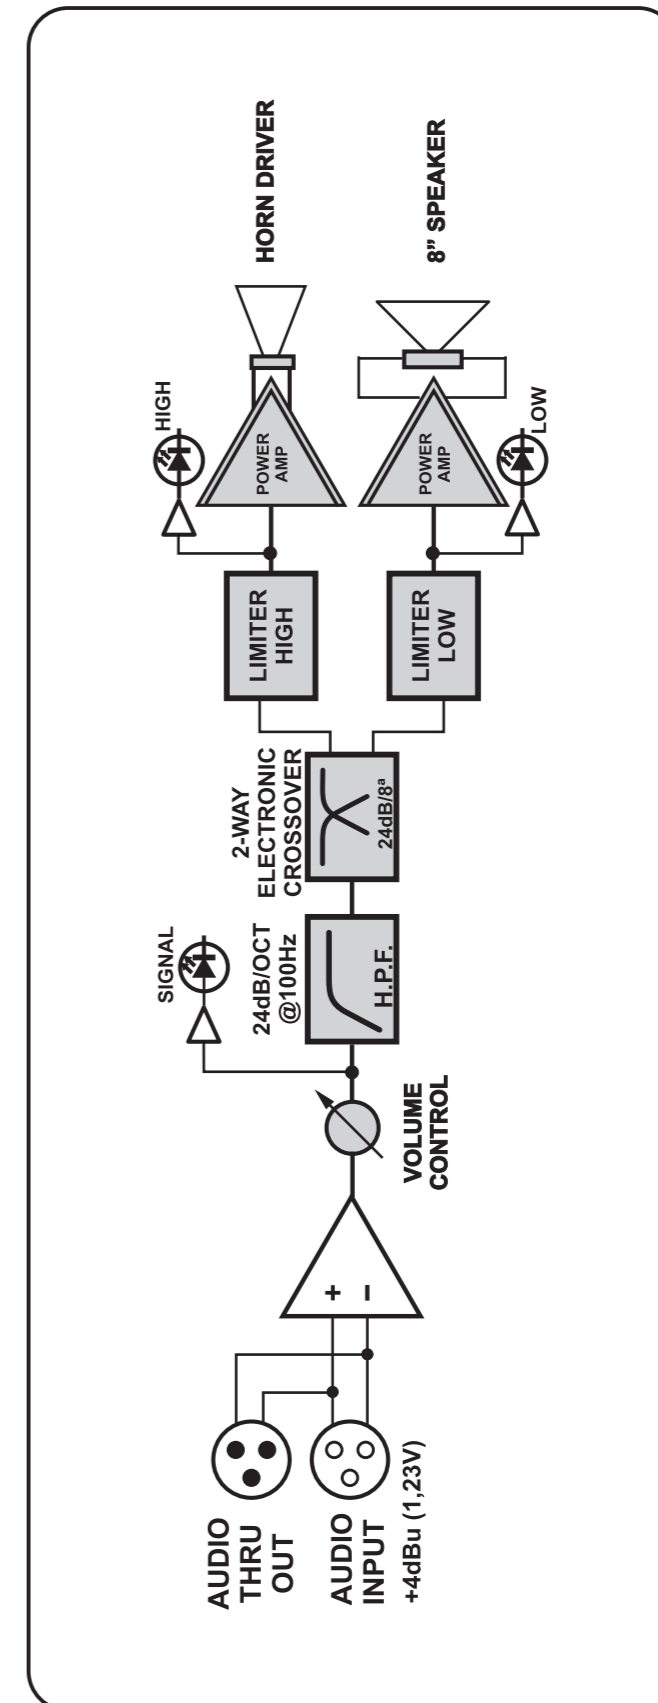 HORN DRIVER
8” SPEAKER
HIGH
LOW
POWER
AMP
POWER
AMP
LIMITER
HIGH
LIMITER
LOW
2-WAY
ELECTRONIC
CROSSOVER
24dB/8ª
SIGNAL
24dB/OCT
@100Hz
H.P.F.
VOLUME
CONTROL
+
−
AUDIO
THRU
OUT
AUDIO
INPUT
+4dBu (1,23V)